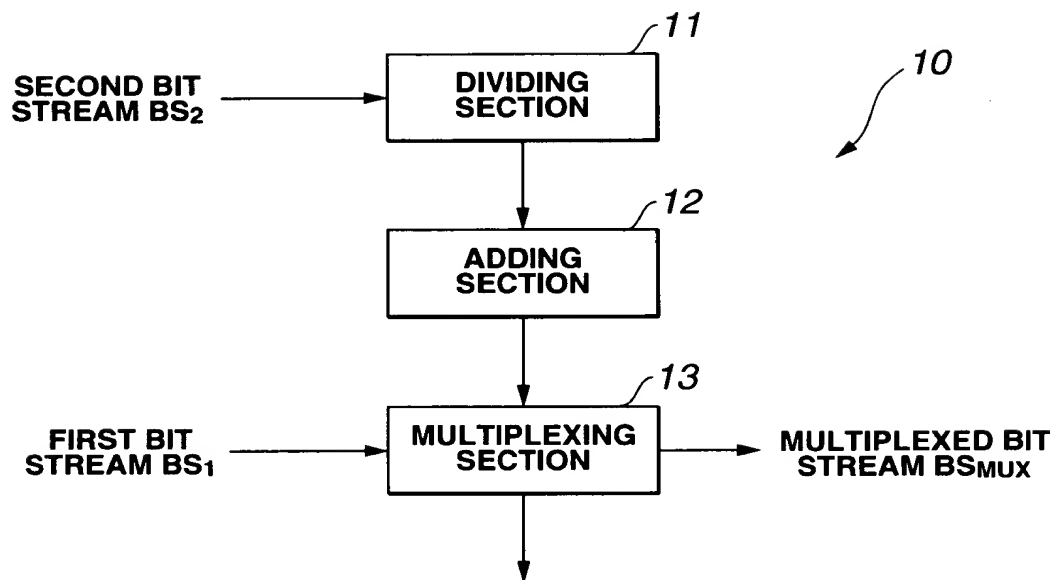 11
SECOND BIT
STREAM BS2
DIVIDING
SECTION
10
12
ADDING
SECTION
13
FIRST BIT
STREAM BS1
MULTIPLEXING
SECTION
MULTIPLEXED BIT
STREAM BSMUX